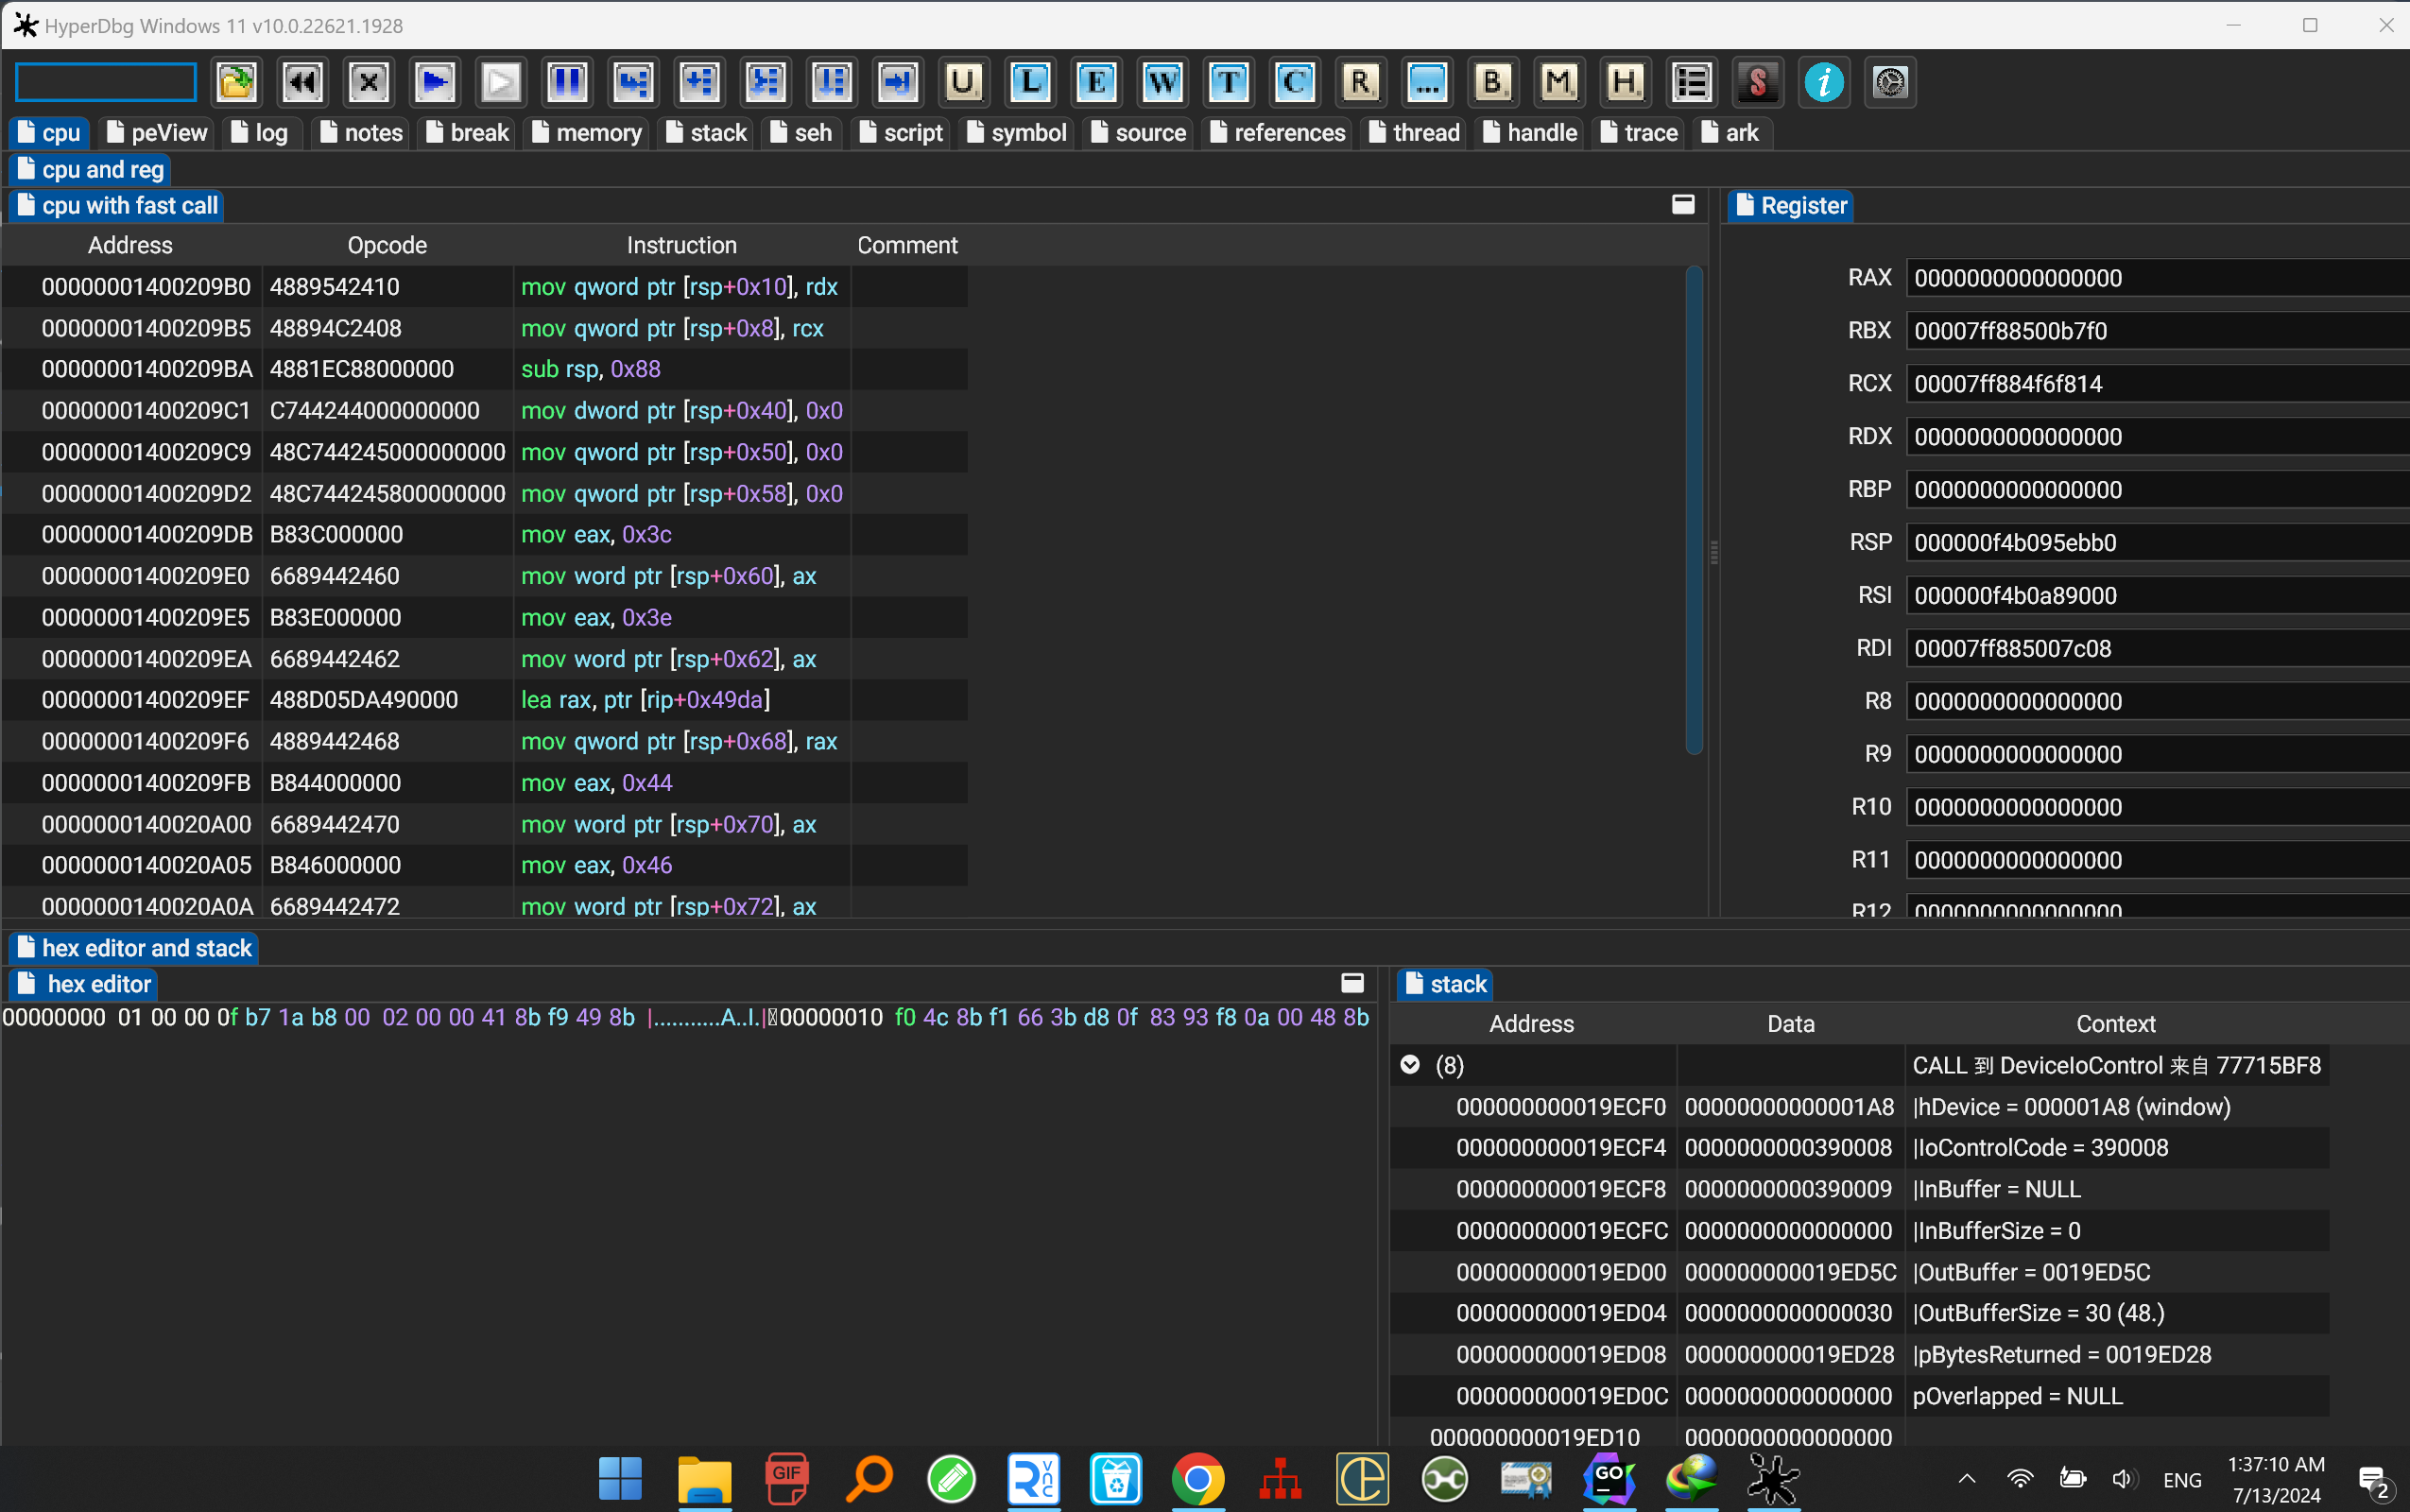 HyperDbg Windows 11 v10.0.22621.1928
U L E W T C R ... B M H S i
cpu peView log notes break memory stack seh script symbol source references thread handle trace ark
cpu and reg
cpu with fast call
Address Opcode Instruction Comment
00000001400209B0 4889542410 mov qword ptr [rsp+0x10], rdx
00000001400209B5 48894C2408 mov qword ptr [rsp+0x8], rcx
00000001400209BA 4881EC88000000 sub rsp, 0x88
00000001400209C1 C744244000000000 mov dword ptr [rsp+0x40], 0x0
00000001400209C9 48C744245000000000 mov qword ptr [rsp+0x50], 0x0
00000001400209D2 48C744245800000000 mov qword ptr [rsp+0x58], 0x0
00000001400209DB B83C000000 mov eax, 0x3c
00000001400209E0 6689442460 mov word ptr [rsp+0x60], ax
00000001400209E5 B83E000000 mov eax, 0x3e
00000001400209EA 6689442462 mov word ptr [rsp+0x62], ax
00000001400209EF 488D05DA490000 lea rax, ptr [rip+0x49da]
00000001400209F6 4889442468 mov qword ptr [rsp+0x68], rax
00000001400209FB B844000000 mov eax, 0x44
0000000140020A00 6689442470 mov word ptr [rsp+0x70], ax
0000000140020A05 B846000000 mov eax, 0x46
0000000140020A0A 6689442472 mov word ptr [rsp+0x72], ax
Register
RAX 0000000000000000
RBX 00007ff88500b7f0
RCX 00007ff884f6f814
RDX 0000000000000000
RBP 0000000000000000
RSP 000000f4b095ebb0
RSI 000000f4b0a89000
RDI 00007ff885007c08
R8 0000000000000000
R9 0000000000000000
R10 0000000000000000
R11 0000000000000000
R12 0000000000000000
hex editor and stack
hex editor
00000000 01 00 00 0f b7 1a b8 00 02 00 00 41 8b f9 49 8b |...........A..I.|00000010 f0 4c 8b f1 66 3b d8 0f 83 93 f8 0a 00 48 8b
stack
Address Data Context
(8) CALL 到 DeviceIoControl 来自 77715BF8
000000000019ECF0 00000000000001A8 |hDevice = 000001A8 (window)
000000000019ECF4 0000000000390008 |IoControlCode = 390008
000000000019ECF8 0000000000390009 |InBuffer = NULL
000000000019ECFC 0000000000000000 |InBufferSize = 0
000000000019ED00 000000000019ED5C |OutBuffer = 0019ED5C
000000000019ED04 0000000000000030 |OutBufferSize = 30 (48.)
000000000019ED08 000000000019ED28 |pBytesReturned = 0019ED28
000000000019ED0C 0000000000000000 pOverlapped = NULL
000000000019ED10 0000000000000000
GIF
R VNC
GO
ENG
1:37:10 AM
7/13/2024
2